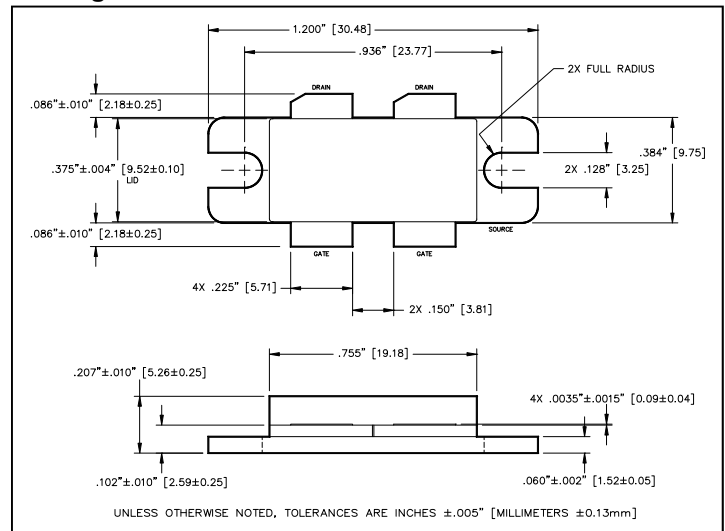 1.200" [30.48]
.936" [23.77]
2X FULL RADIUS
DRAIN
DRAIN
.086"±.010" [2.18±0.25]
.384" [9.75]
.375"±.004" [9.52±0.10]
LID
2X .128" [3.25]
.086"±.010" [2.18±0.25]
SOURCE
GATE
GATE
4X .225" [5.71]
2X .150" [3.81]
.755" [19.18]
.207"±.010" [5.26±0.25]
4X .0035"±.0015" [0.09±0.04]
.102"±.010" [2.59±0.25]
.060"±.002" [1.52±0.05]
UNLESS OTHERWISE NOTED, TOLERANCES ARE INCHES ±.005" [MILLIMETERS ±0.13mm]